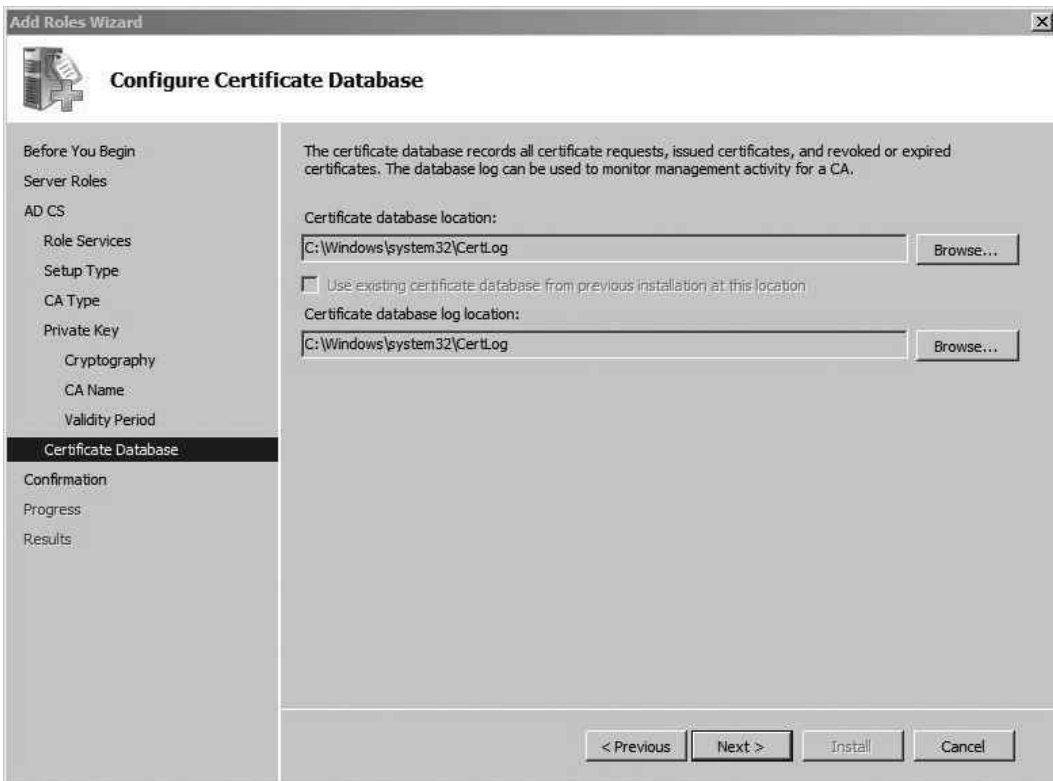 Add Roles Wizard
Configure Certificate Database
Before You Begin
Server Roles
AD CS
Role Services
Setup Type
CA Type
Private Key
Cryptography
CA Name
Validity Period
Certificate Database
Confirmation
Progress
Results
The certificate database records all certificate requests, issued certificates, and revoked or expired
certificates. The database log can be used to monitor management activity for a CA.
Certificate database location:
C:\Windows\system32\CertLog
Browse...
Use existing certificate database from previous installation at this location
Certificate database log location:
C:\Windows\system32\CertLog
Browse...
< Previous
Next >
Install
Cancel